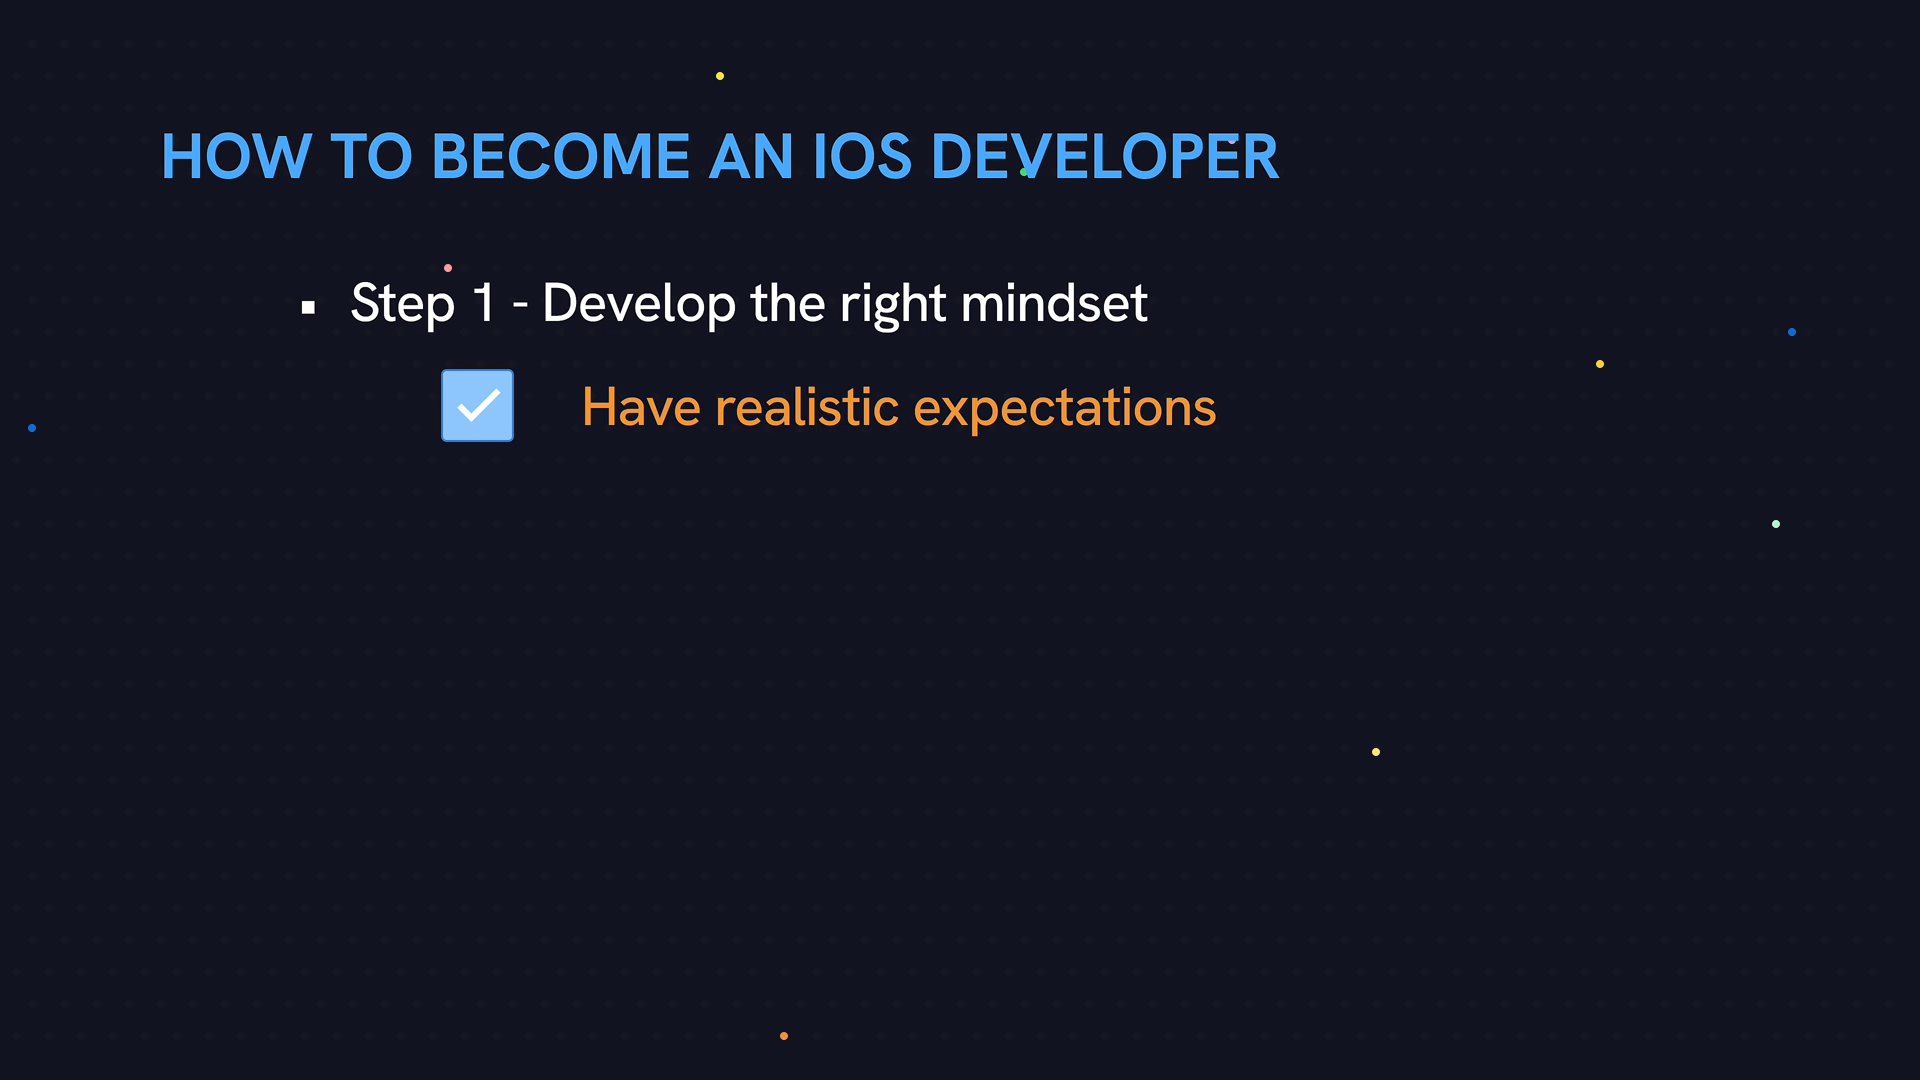 HOW TO BECOME AN IOS DEVELOPER
▪ Step 1 - Develop the right mindset
Have realistic expectations